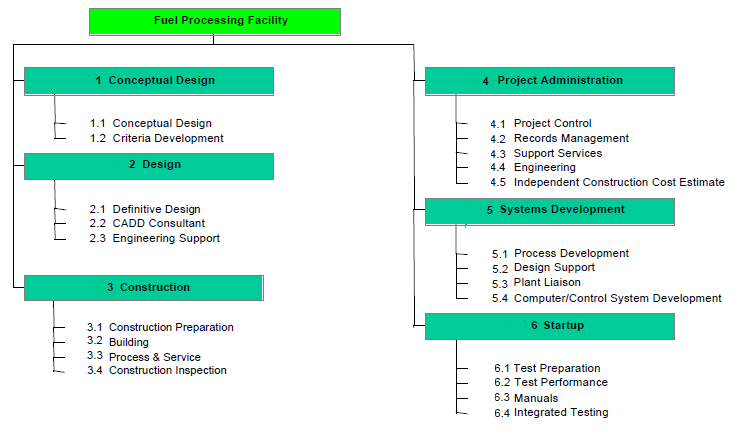 Fuel Processing Facility
1 Conceptual Design
1.1 Conceptual Design
1.2 Criteria Development
2 Design
2.1 Definitive Design
2.2 CADD Consultant
2.3 Engineering Support
3 Construction
3.1 Construction Preparation
3.2 Building
3.3 Process & Service
3.4 Construction Inspection
4 Project Administration
4.1 Project Control
4.2 Records Management
4.3 Support Services
4.4 Engineering
4.5 Independent Construction Cost Estimate
5 Systems Development
5.1 Process Development
5.2 Design Support
5.3 Plant Liaison
5.4 Computer/Control System Development
6 Startup
6.1 Test Preparation
6.2 Test Performance
6.3 Manuals
6.4 Integrated Testing